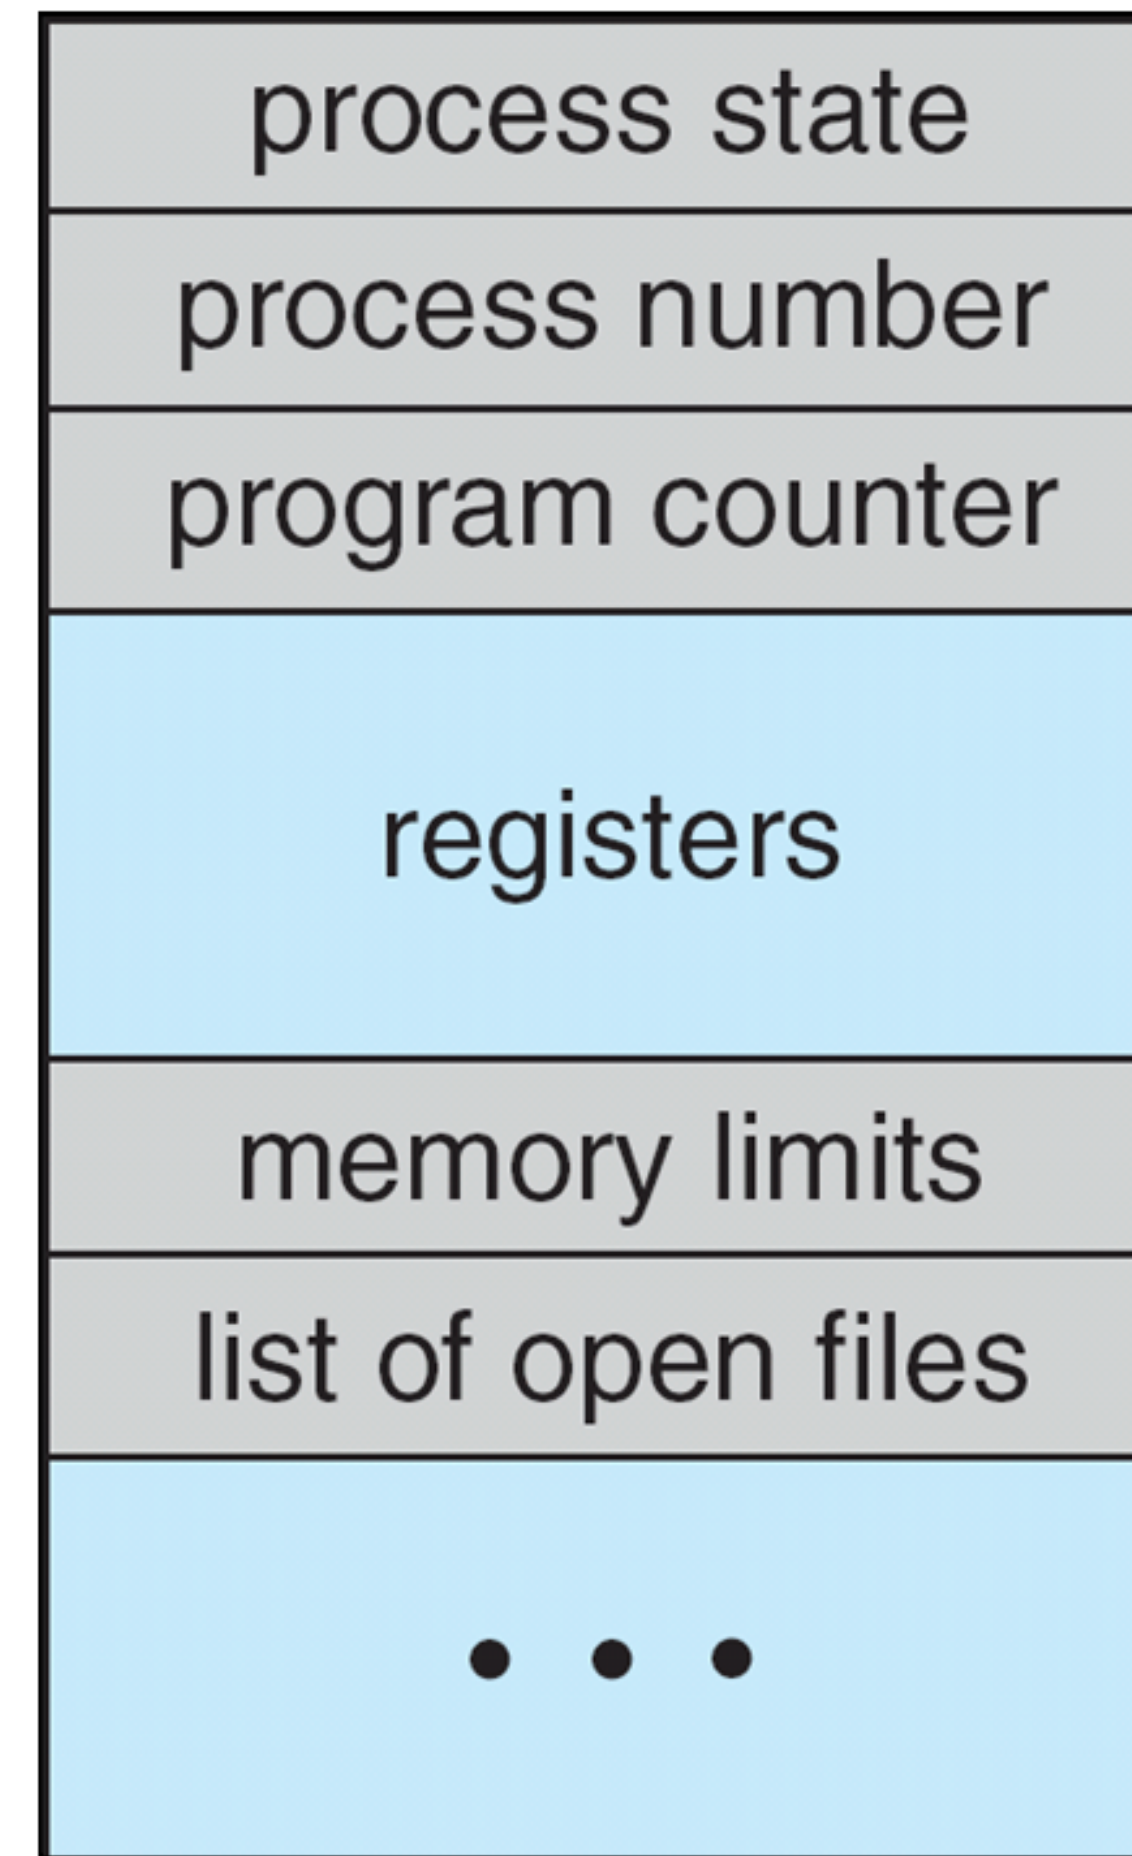 process state
process number
program counter
registers
memory limits
list of open files
• • •